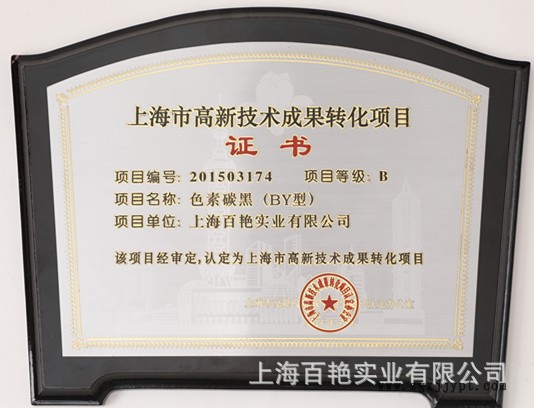 上海市高新技术成果转化项目
证书
项目编号: 201503174 项目等级: B
项目名称: 色素碳黑 (BY型)
项目单位: 上海百艳实业有限公司
该项目经审定,认定为上海市高新技术成果转化项目
上海百艳实业有限公司